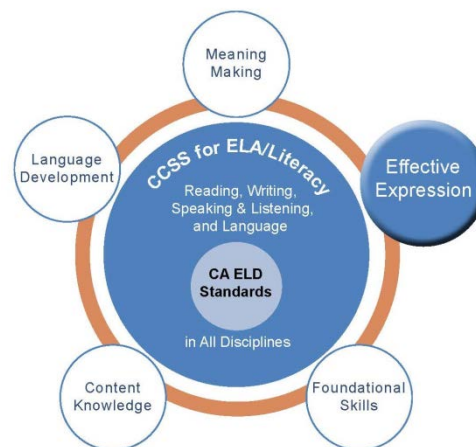 Meaning
Making
Language
Development
Effective
Expression
CCSS for ELA/Literacy
Reading, Writing,
Speaking & Listening,
and Language
CA ELD
Standards
in All Disciplines
Content
Knowledge
Foundational
Skills